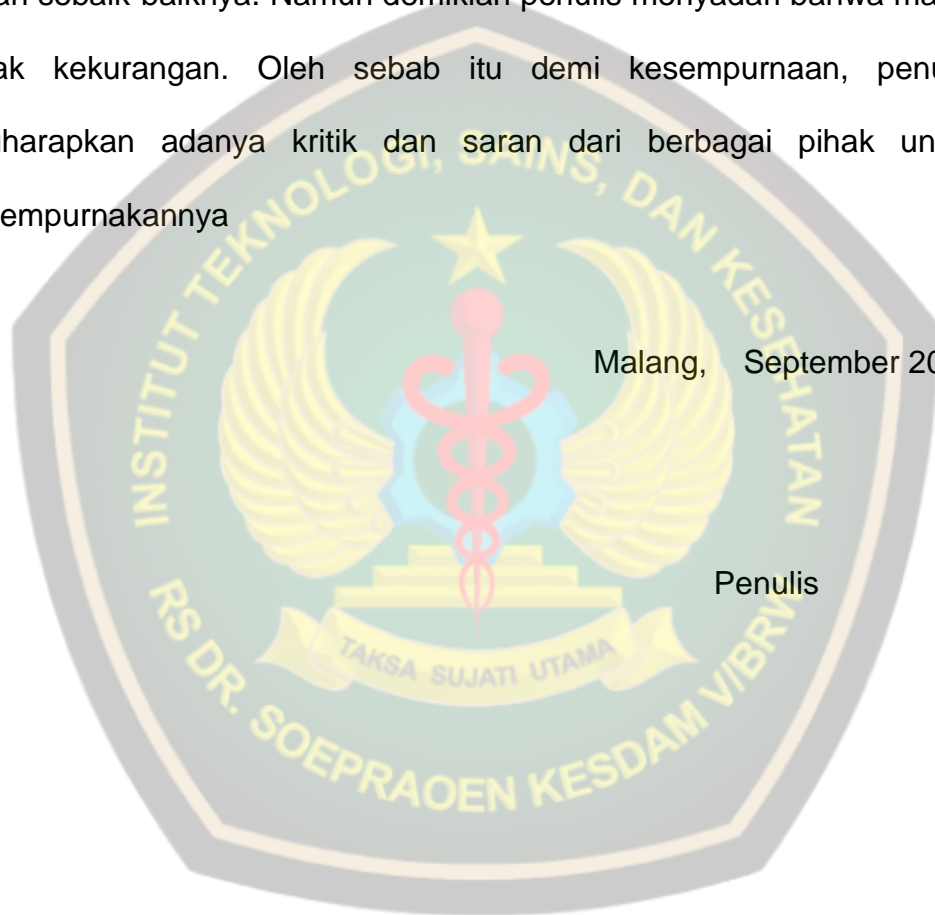 an sebaik-baiknya. Namun demikian penulis menyadari bahwa ma
ak kekurangan. Oleh sebab itu demi kesempurnaan, penu
gharapkan adanya kritik dan saran dari berbagai pihak un
empurnakannya
Malang, September 20
Penulis
INSTITUT TEKNOLOGI, SAINS, DAN KESEHATAN
RS DR. SOEPRAOEN KESDAM V/BRW
TAKSA SUJATI UTAMA